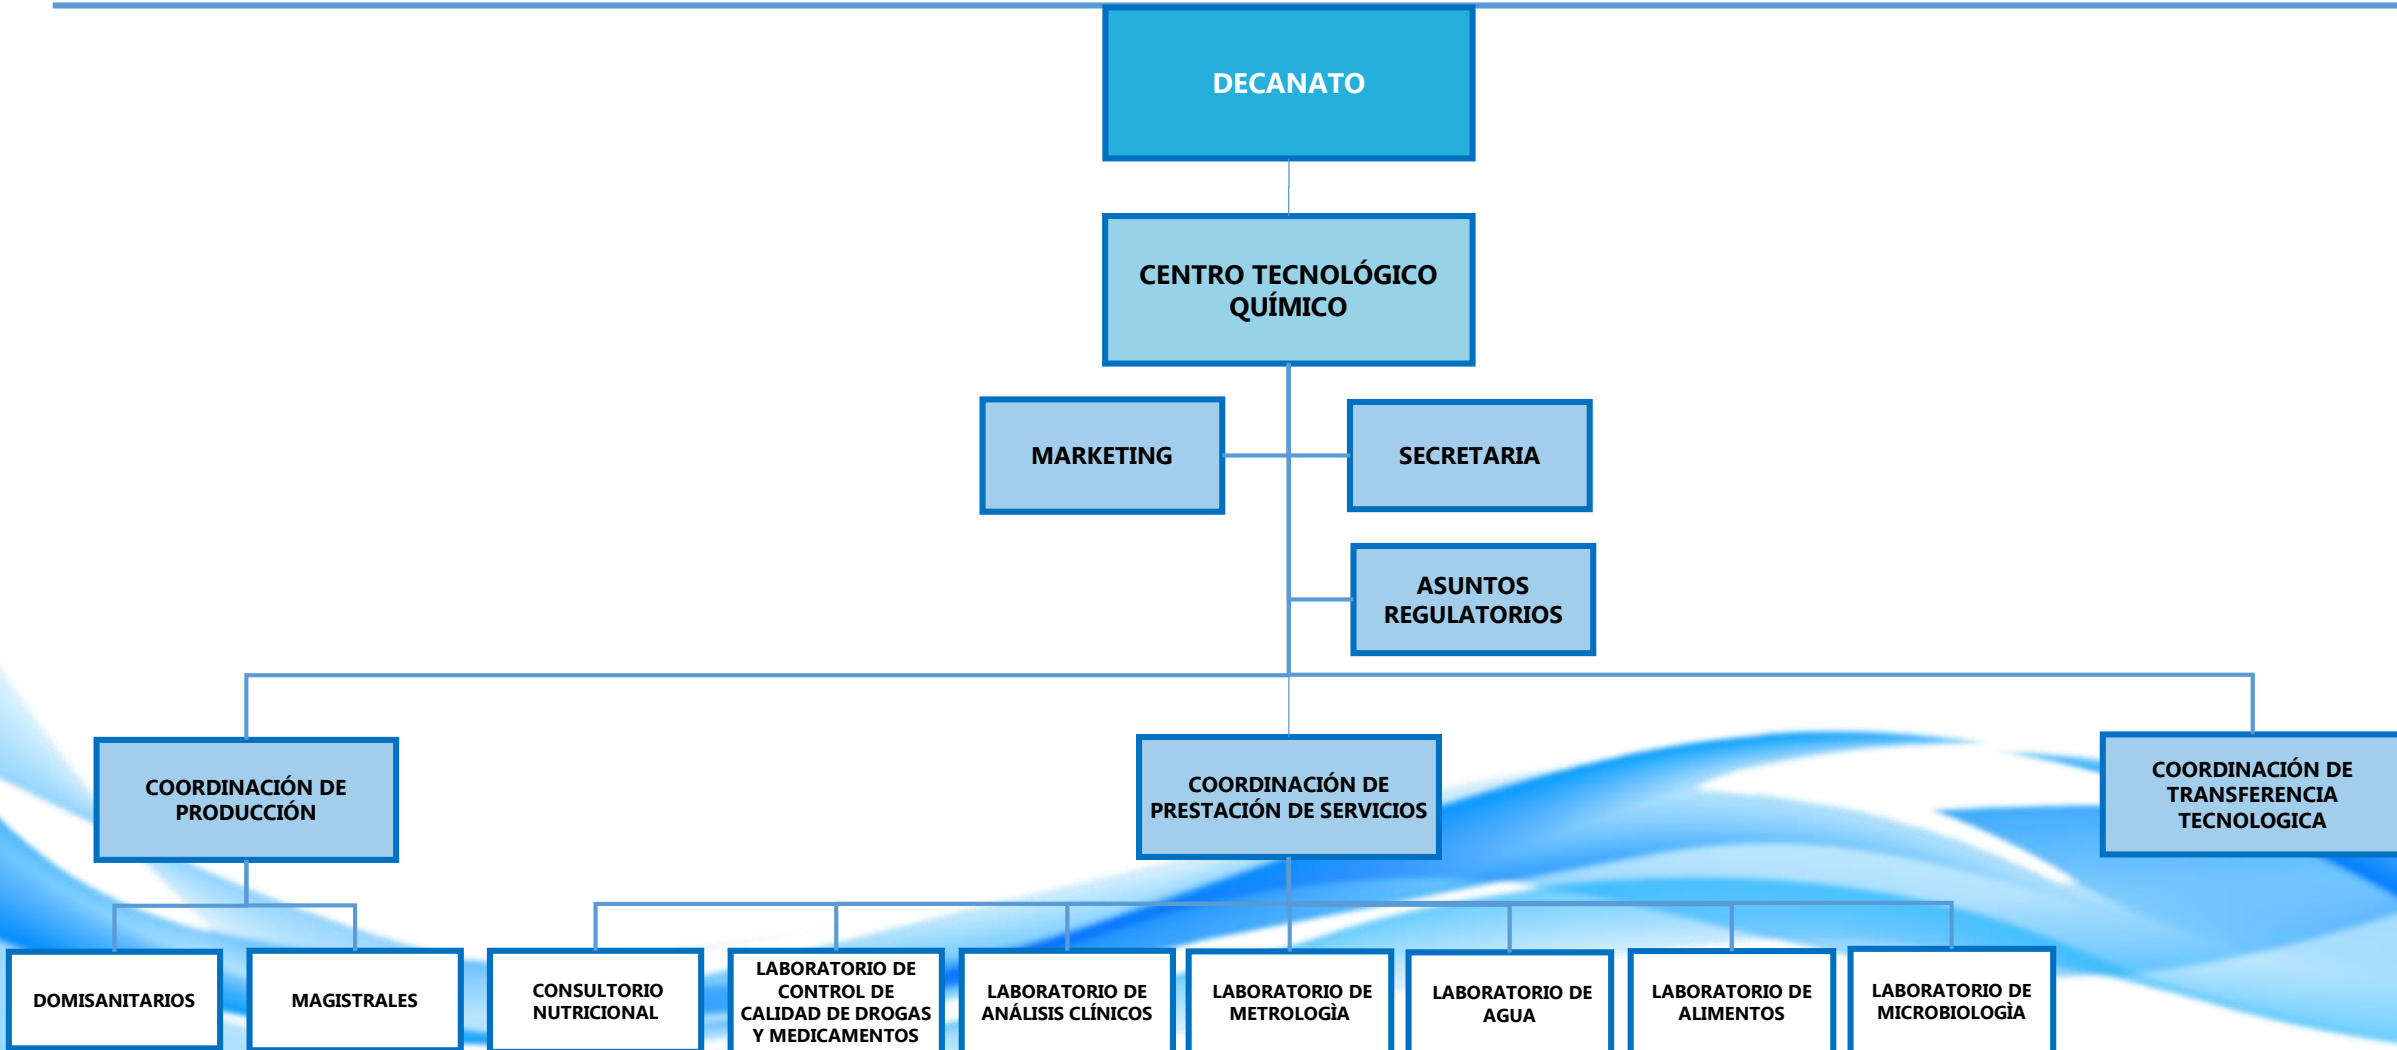 DECANATO
CENTRO TECNOLÓGICO
QUÍMICO
MARKETING
SECRETARIA
ASUNTOS
REGULATORIOS
COORDINACIÓN DE
PRODUCCIÓN
COORDINACIÓN DE
PRESTACIÓN DE SERVICIOS
COORDINACIÓN DE
TRANSFERENCIA
TECNOLOGICA
DOMISANITARIOS
MAGISTRALES
CONSULTORIO
NUTRICIONAL
LABORATORIO DE
CONTROL DE
CALIDAD DE DROGAS
Y MEDICAMENTOS
LABORATORIO DE
ANÁLISIS CLÍNICOS
LABORATORIO DE
METROLOGÌA
LABORATORIO DE
AGUA
LABORATORIO DE
ALIMENTOS
LABORATORIO DE
MICROBIOLOGÌA